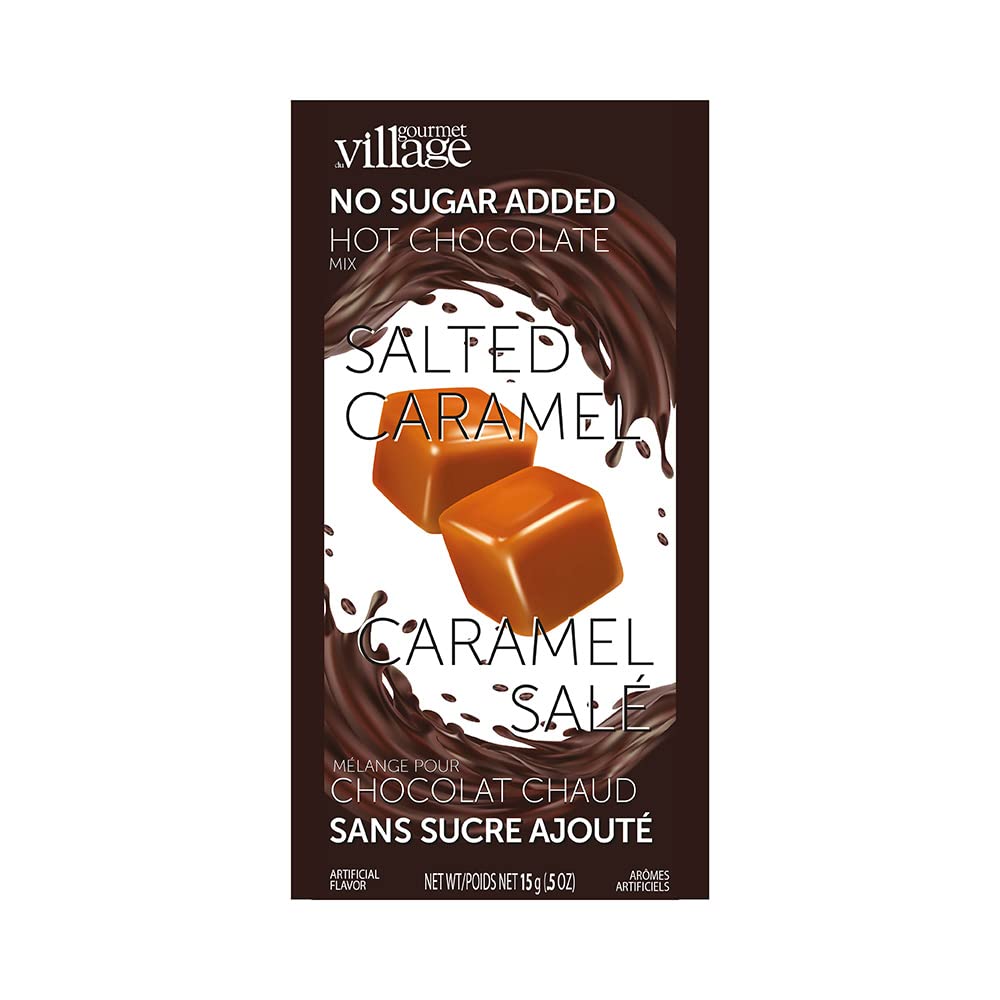 gourmet
du village
NO SUGAR ADDED
HOT CHOCOLATE
MIX
SALTED
CARAMEL
CARAMEL
SALÉ
MÉLANGE POUR
CHOCOLAT CHAUD
SANS SUCRE AJOUTÉ
ARTIFICIAL
FLAVOR
NET WT/POIDS NET 15 g (.5 OZ)
ARÔMES
ARTIFICIELS